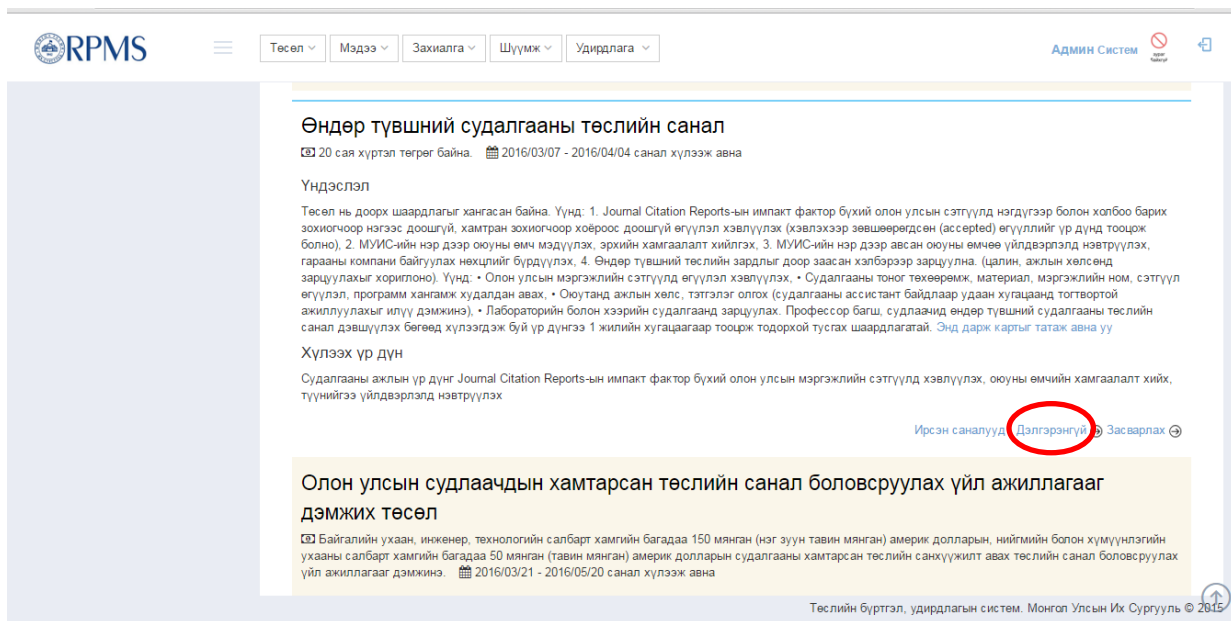 RPMS
Төсөл Мэдээ Захиалга Шүүмж Удирдлага
Админ Систем
Өндөр түвшний судалгааны төслийн санал
20 сая хүртэл төгрөг байна. 2016/03/07 - 2016/04/04 санал хүлээж авна
Үндэслэл
Төсөл нь доорх шаардлагыг хангасан байна. Үүнд: 1. Journal Citation Reports-ын импакт фактор бүхий олон улсын сэтгүүлд нэгдүгээр болон холбоо барих
зохиогчоор нэгээс доошгүй, хамтран зохиогчоор хоёроос доошгүй өгүүлэл хэвлүүлэх (хэвлэхээр зөвшөөрөгдсөн (accepted) өгүүллийг үр дүнд тооцож
болно), 2. МУИС-ийн нэр дээр оюуны өмч мэдүүлэх, эрхийн хамгаалалт хийлгэх, 3. МУИС-ийн нэр дээр авсан оюуны өмчөө үйлдвэрлэлд нэвтрүүлэх,
гарааны компани байгуулах нөхцлийг бүрдүүлэх, 4. Өндөр түвшний төслийн зардлыг доор заасан хэлбэрээр зарцуулна. (цалин, ажлын хөлсөнд
зарцуулахыг хориглоно). Үүнд: • Олон улсын мэргэжлийн сэтгүүлд өгүүлэл хэвлүүлэх, • Судалгааны тоног төхөөрөмж, материал, мэргэжлийн ном, сэтгүүл
өгүүлэл, программ хангамж худалдан авах, • Оюутанд ажлын хөлс, тэтгэлэг олгох (судалгааны ассистант байдлаар удаан хугацаанд тогтвортой
ажиллуулахыг илүү дэмжинэ), • Лабораторийн болон хээрийн судалгаанд зарцуулах. Профессор багш, судлаачид өндөр түвшний судалгааны төслийн
санал дэвшүүлэх бөгөөд хүлээгдэж буй үр дүнгээ 1 жилийн хугацаагаар тооцож тодорхой тусгах шаардлагатай. Энд дарж картыг татаж авна уу
Хүлээх үр дүн
Судалгааны ажлын үр дүнг Journal Citation Reports-ын импакт фактор бүхий олон улсын мэргэжлийн сэтгүүлд хэвлүүлэх, оюуны өмчийн хамгаалалт хийх,
түүнийгээ үйлдвэрлэлд нэвтрүүлэх
Ирсэн саналууд Дэлгэрэнгүй Засварлах
Олон улсын судлаачдын хамтарсан төслийн санал боловсруулах үйл ажиллагааг
дэмжих төсөл
Байгалийн ухаан, инженер, технологийн салбарт хамгийн багадаа 150 мянган (нэг зуун тавин мянган) америк долларын, нийгмийн болон хүмүүнлэгийн
ухааны салбарт хамгийн багадаа 50 мянган (тавин мянган) америк долларын судалгааны хамтарсан төслийн санхүүжилт авах төслийн санал боловсруулах
үйл ажиллагааг дэмжинэ. 2016/03/21 - 2016/05/20 санал хүлээж авна
Төслийн бүртгэл, удирдлагын систем. Монгол Улсын Их Сургууль © 2015